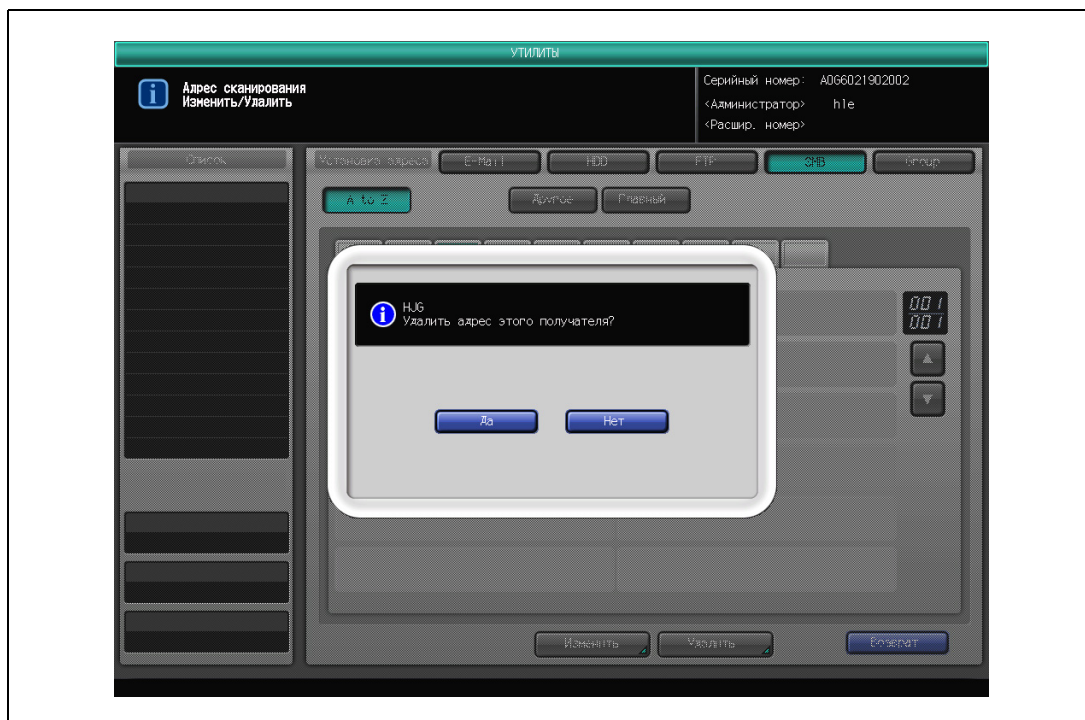 УТИЛИТЫ
Адрес сканирования
Изменить/Удалить
Серийный номер: A0G6021902002
<Администратор> hle
<Расшир. номер>
Список
Установка адреса
E-Mail
HDD
FTP
SMB
Group
A to Z
Другое
Главный
HJG
Удалить адрес этого получателя?
001
001
Да
Нет
Изменить
Удалить
Возврат